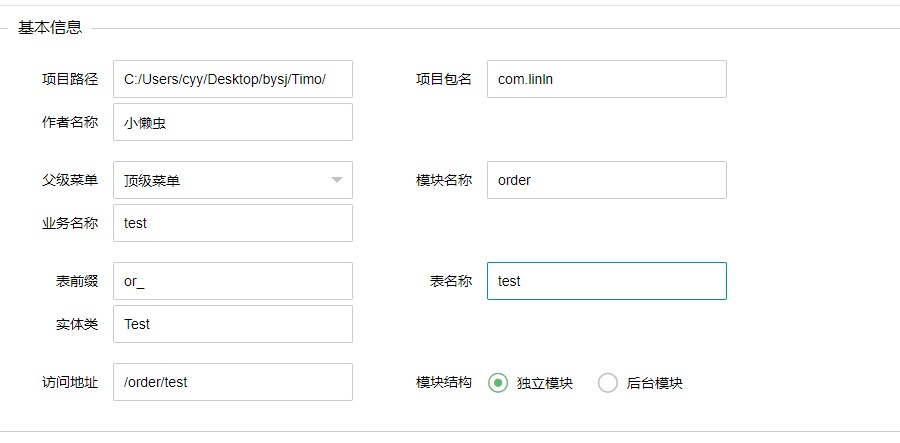 基本信息
项目路径 C:/Users/cyy/Desktop/bysj/Timo/ 项目包名 com.linln
作者名称 小懒虫
父级菜单 顶级菜单 模块名称 order
业务名称 test
表前缀 or_ 表名称 test
实体类 Test
访问地址 /order/test 模块结构 独立模块 后台模块